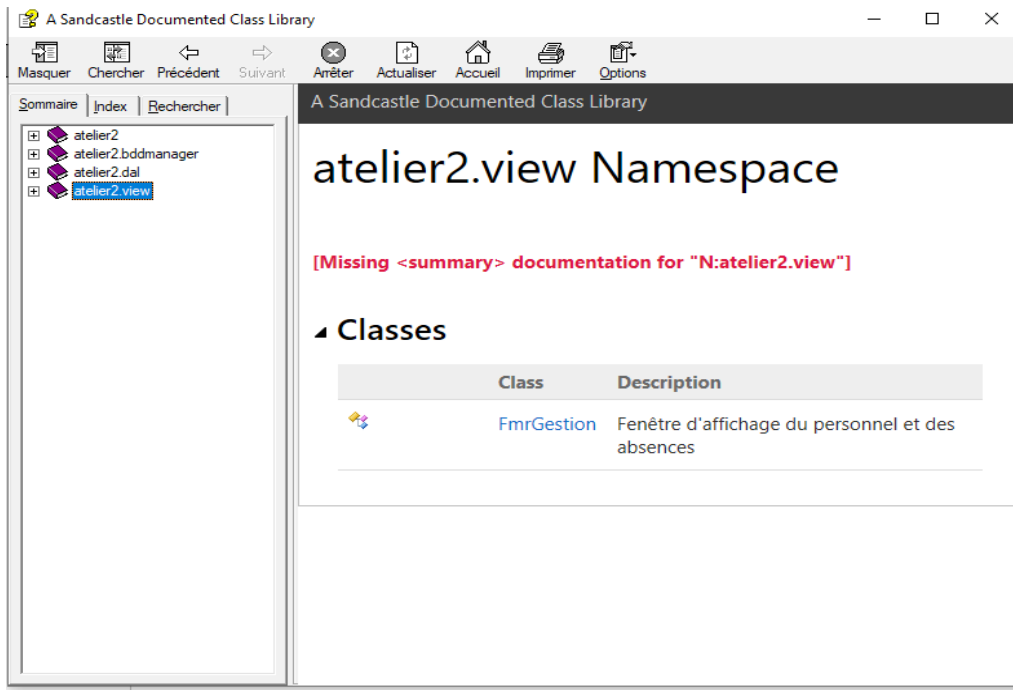 A Sandcastle Documented Class Library
Masquer Chercher Précédent Suivant Arrêter Actualiser Accueil Imprimer Options
Sommaire Index Rechercher
atelier2
atelier2.bddmanager
atelier2.dal
atelier2.view
A Sandcastle Documented Class Library
atelier2.view Namespace
[Missing <summary> documentation for "N:atelier2.view"]
Classes
Class Description
FmrGestion Fenêtre d'affichage du personnel et des
absences